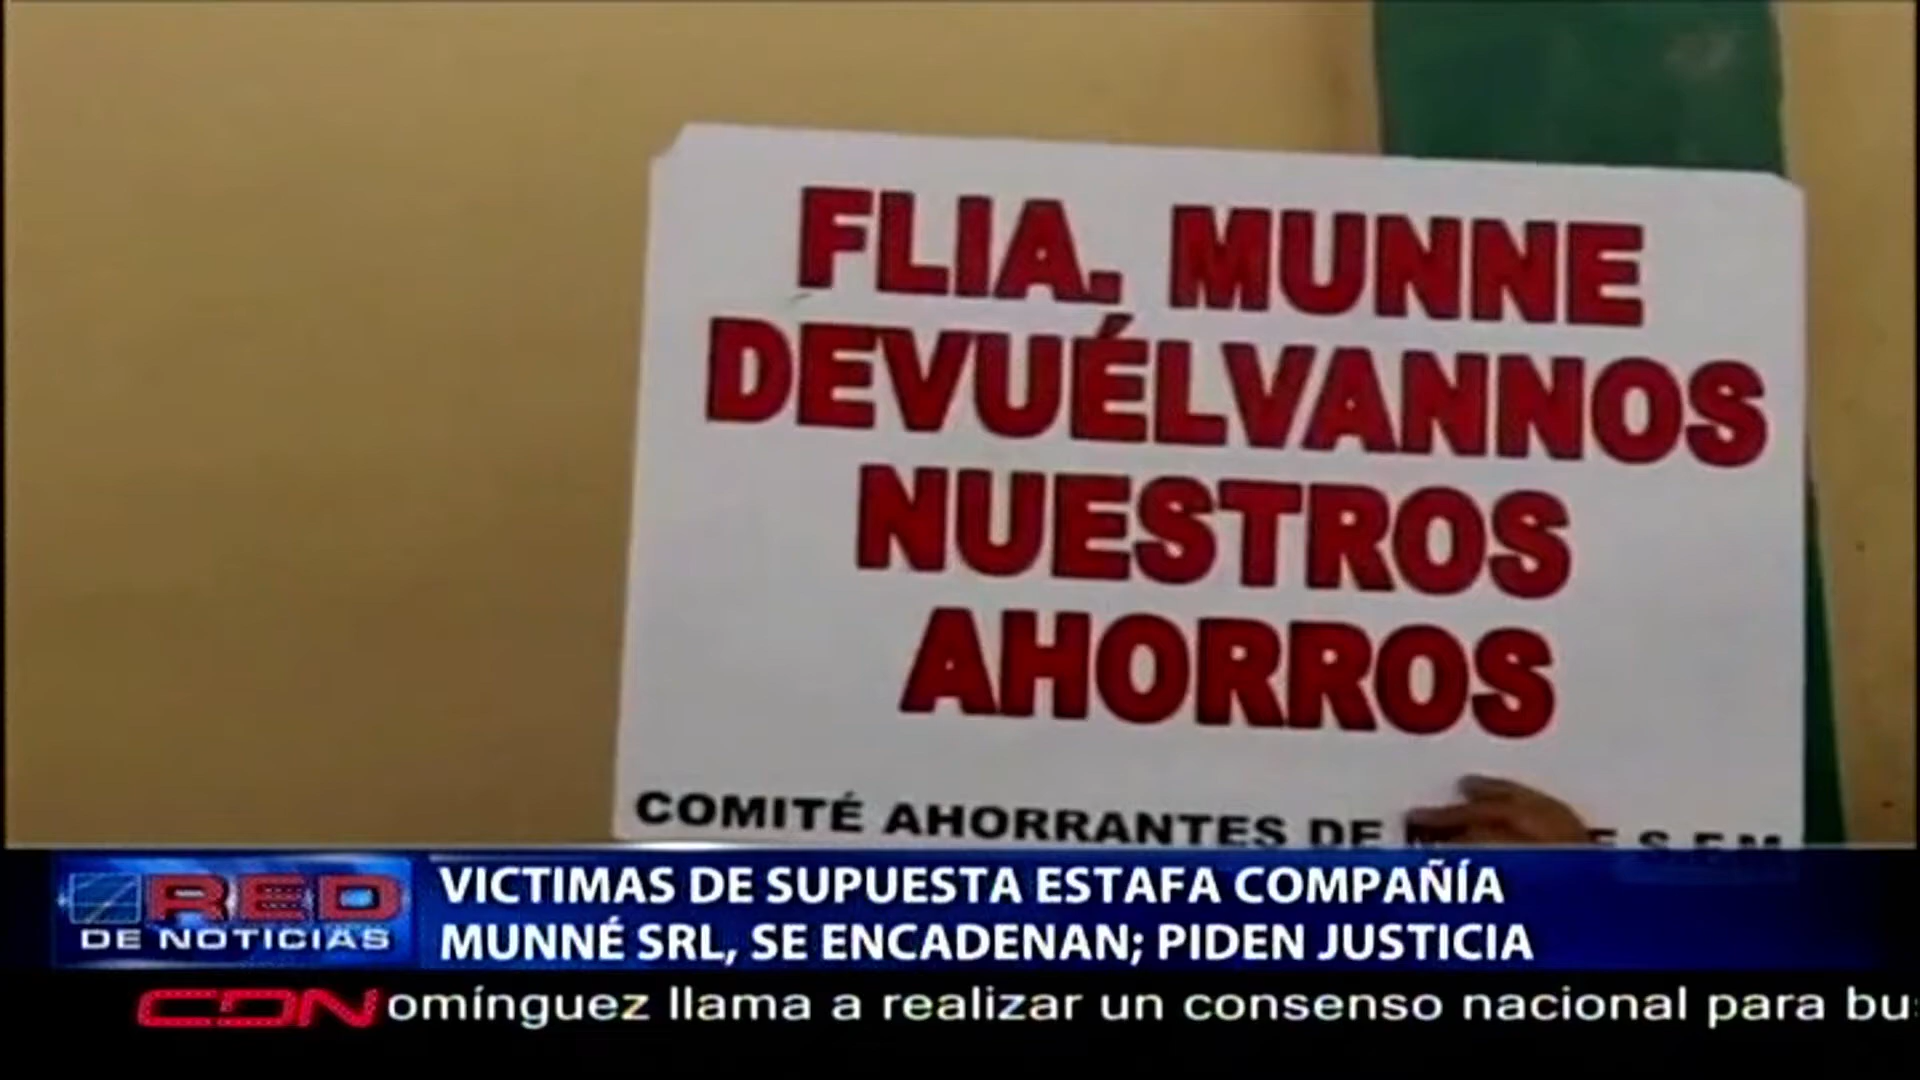 FLIA. MUNNE
DEVUÉLVANNOS
NUESTROS
AHORROS
COMITÉ AHORRANTES DE
RED
DE NOTICIAS
VICTIMAS DE SUPUESTA ESTAFA COMPAÑÍA
MUNNÉ SRL, SE ENCADENAN; PIDEN JUSTICIA
CDN
omínguez llama a realizar un consenso nacional para bu